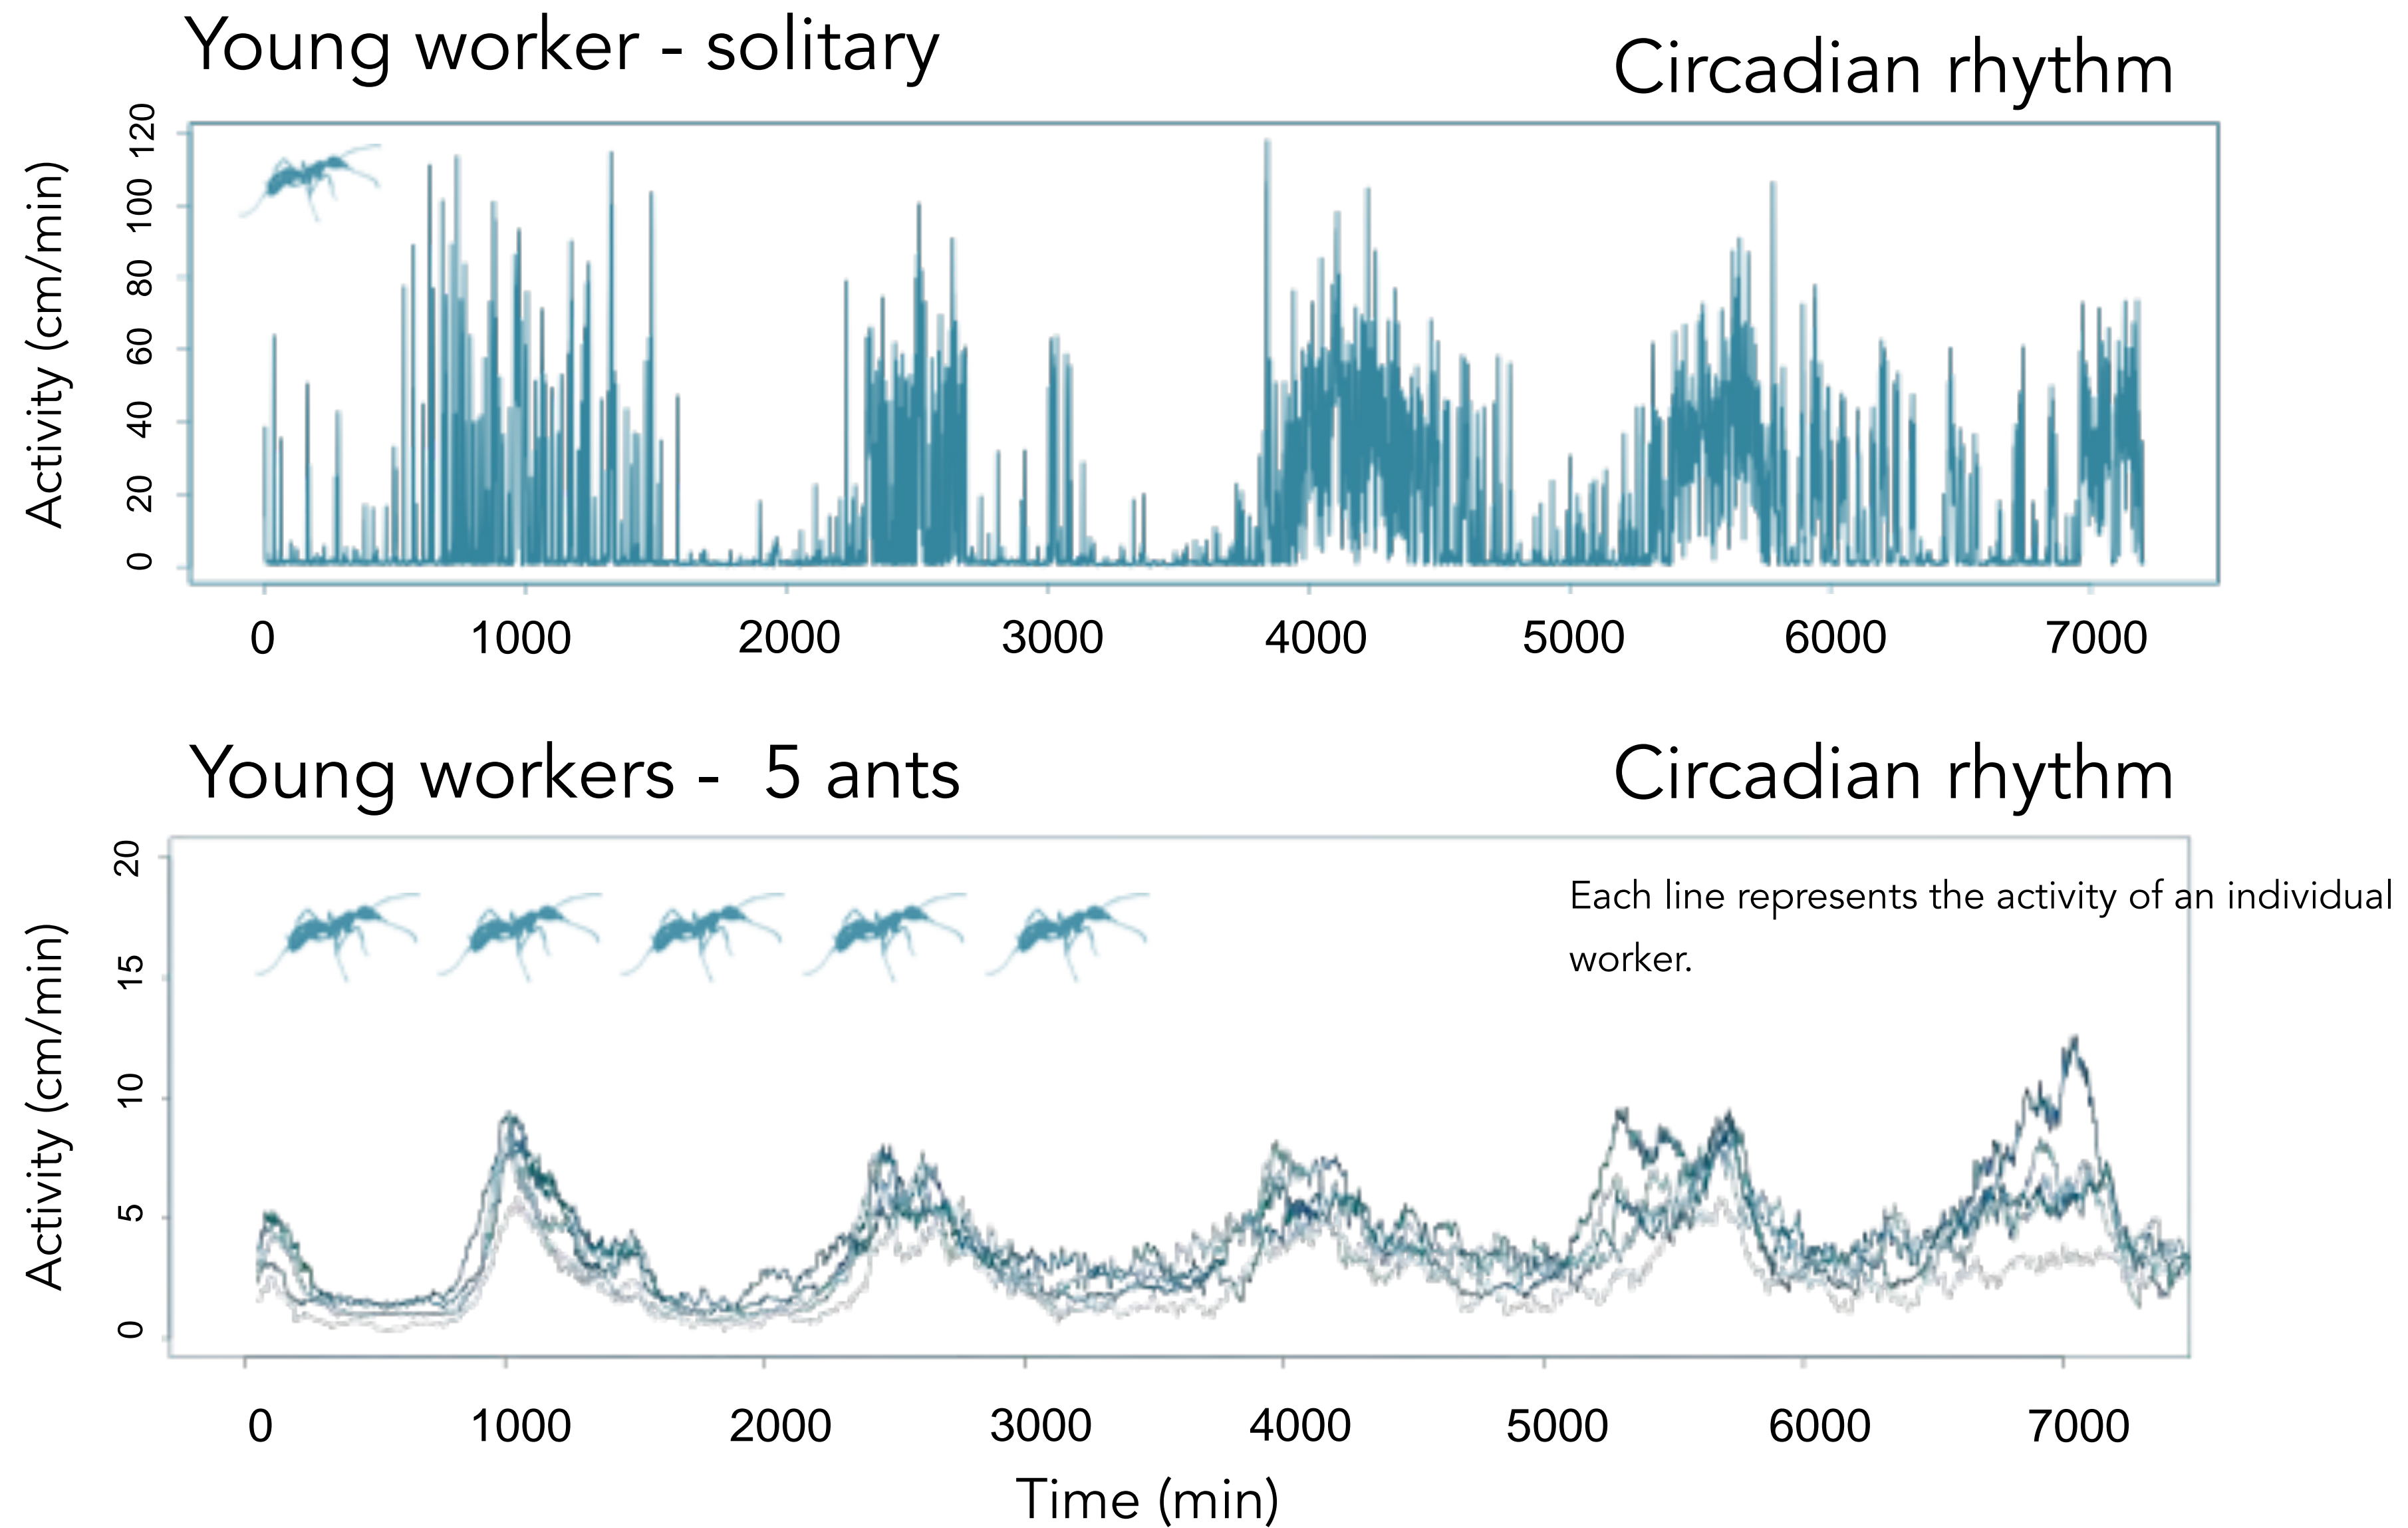 Young worker - solitary
Circadian rhythm
Activity (cm/min)
120
100
80
60
40
20
0
0 1000 2000 3000 4000 5000 6000 7000
Young workers - 5 ants
Circadian rhythm
Each line represents the activity of an individual
worker.
Activity (cm/min)
20
15
10
5
0
0 1000 2000 3000 4000 5000 6000 7000
Time (min)